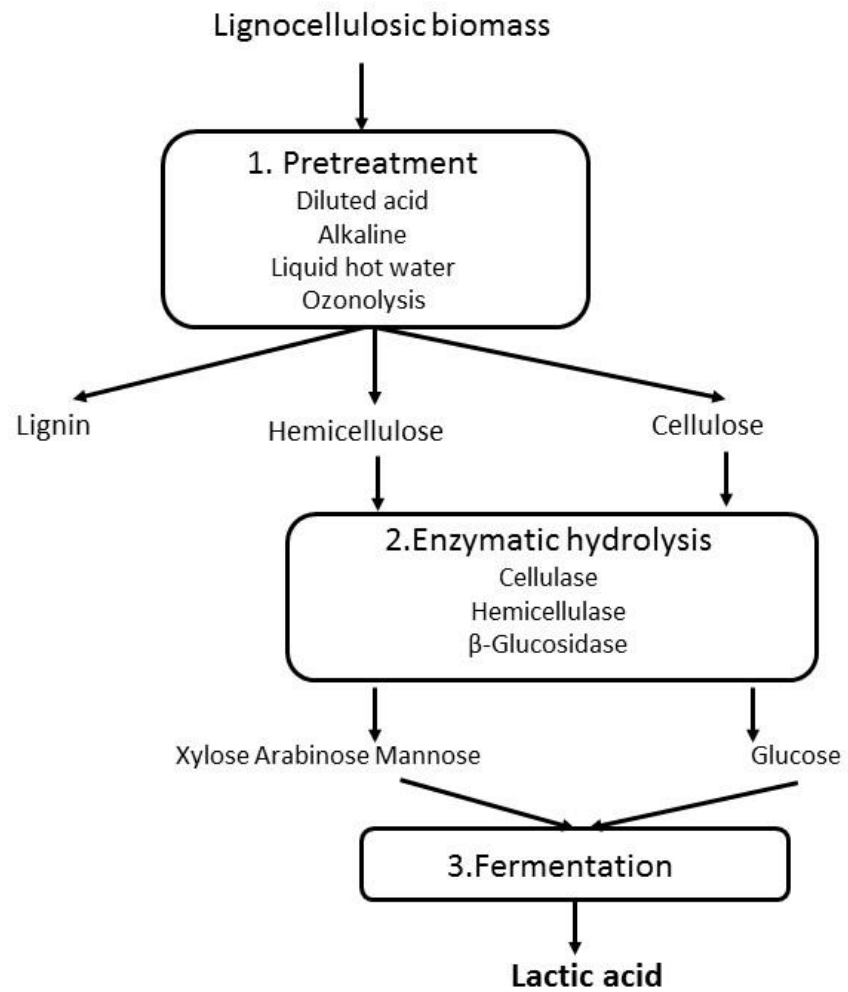 Lignocellulosic biomass
1. Pretreatment
Diluted acid
Alkaline
Liquid hot water
Ozonolysis
Lignin
Hemicellulose
Cellulose
2.Enzymatic hydrolysis
Cellulase
Hemicellulase
β-Glucosidase
Xylose Arabinose Mannose
Glucose
3.Fermentation
Lactic acid